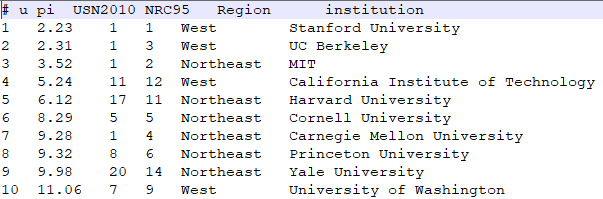 # u pi USN2010 NRC95 Region institution
1 2.23 1 1 West Stanford University
2 2.31 1 3 West UC Berkeley
3 3.52 1 2 Northeast MIT
4 5.24 11 12 West California Institute of Technology
5 6.12 17 11 Northeast Harvard University
6 8.29 5 5 Northeast Cornell University
7 9.28 1 4 Northeast Carnegie Mellon University
8 9.32 8 6 Northeast Princeton University
9 9.98 20 14 Northeast Yale University
10 11.06 7 9 West University of Washington